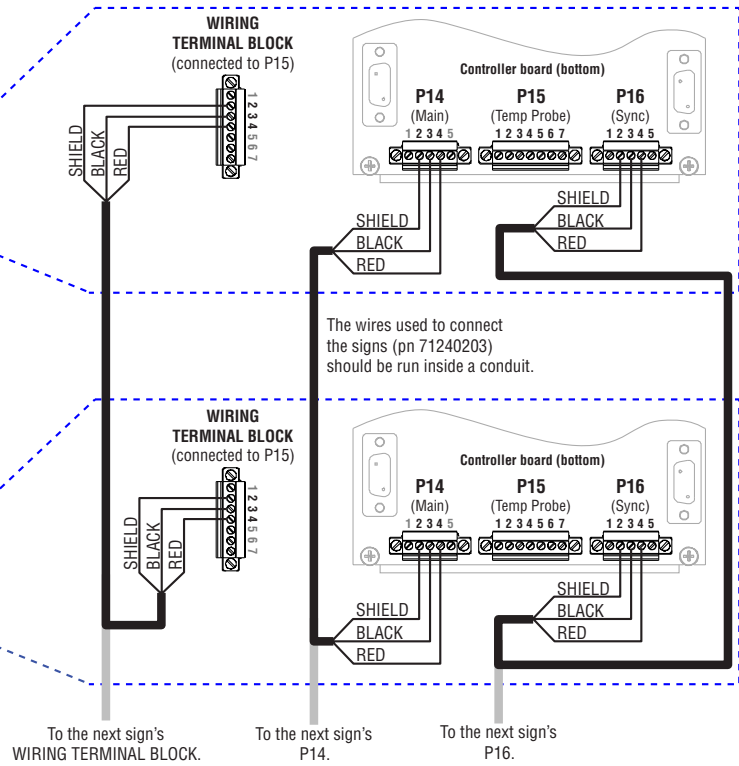 WIRING
TERMINAL BLOCK
(connected to P15)
1
2
3
4
5
6
7
SHIELD
BLACK
RED
Controller board (bottom)
P14
(Main)
1 2 3 4 5
P15
(Temp Probe)
1 2 3 4 5 6 7
P16
(Sync)
1 2 3 4 5
SHIELD
BLACK
RED
SHIELD
BLACK
RED
The wires used to connect
the signs (pn 71240203)
should be run inside a conduit.
WIRING
TERMINAL BLOCK
(connected to P15)
1
2
3
4
5
6
7
SHIELD
BLACK
RED
Controller board (bottom)
P14
(Main)
1 2 3 4 5
P15
(Temp Probe)
1 2 3 4 5 6 7
P16
(Sync)
1 2 3 4 5
SHIELD
BLACK
RED
SHIELD
BLACK
RED
To the next sign’s
WIRING TERMINAL BLOCK.
To the next sign’s
P14.
To the next sign’s
P16.